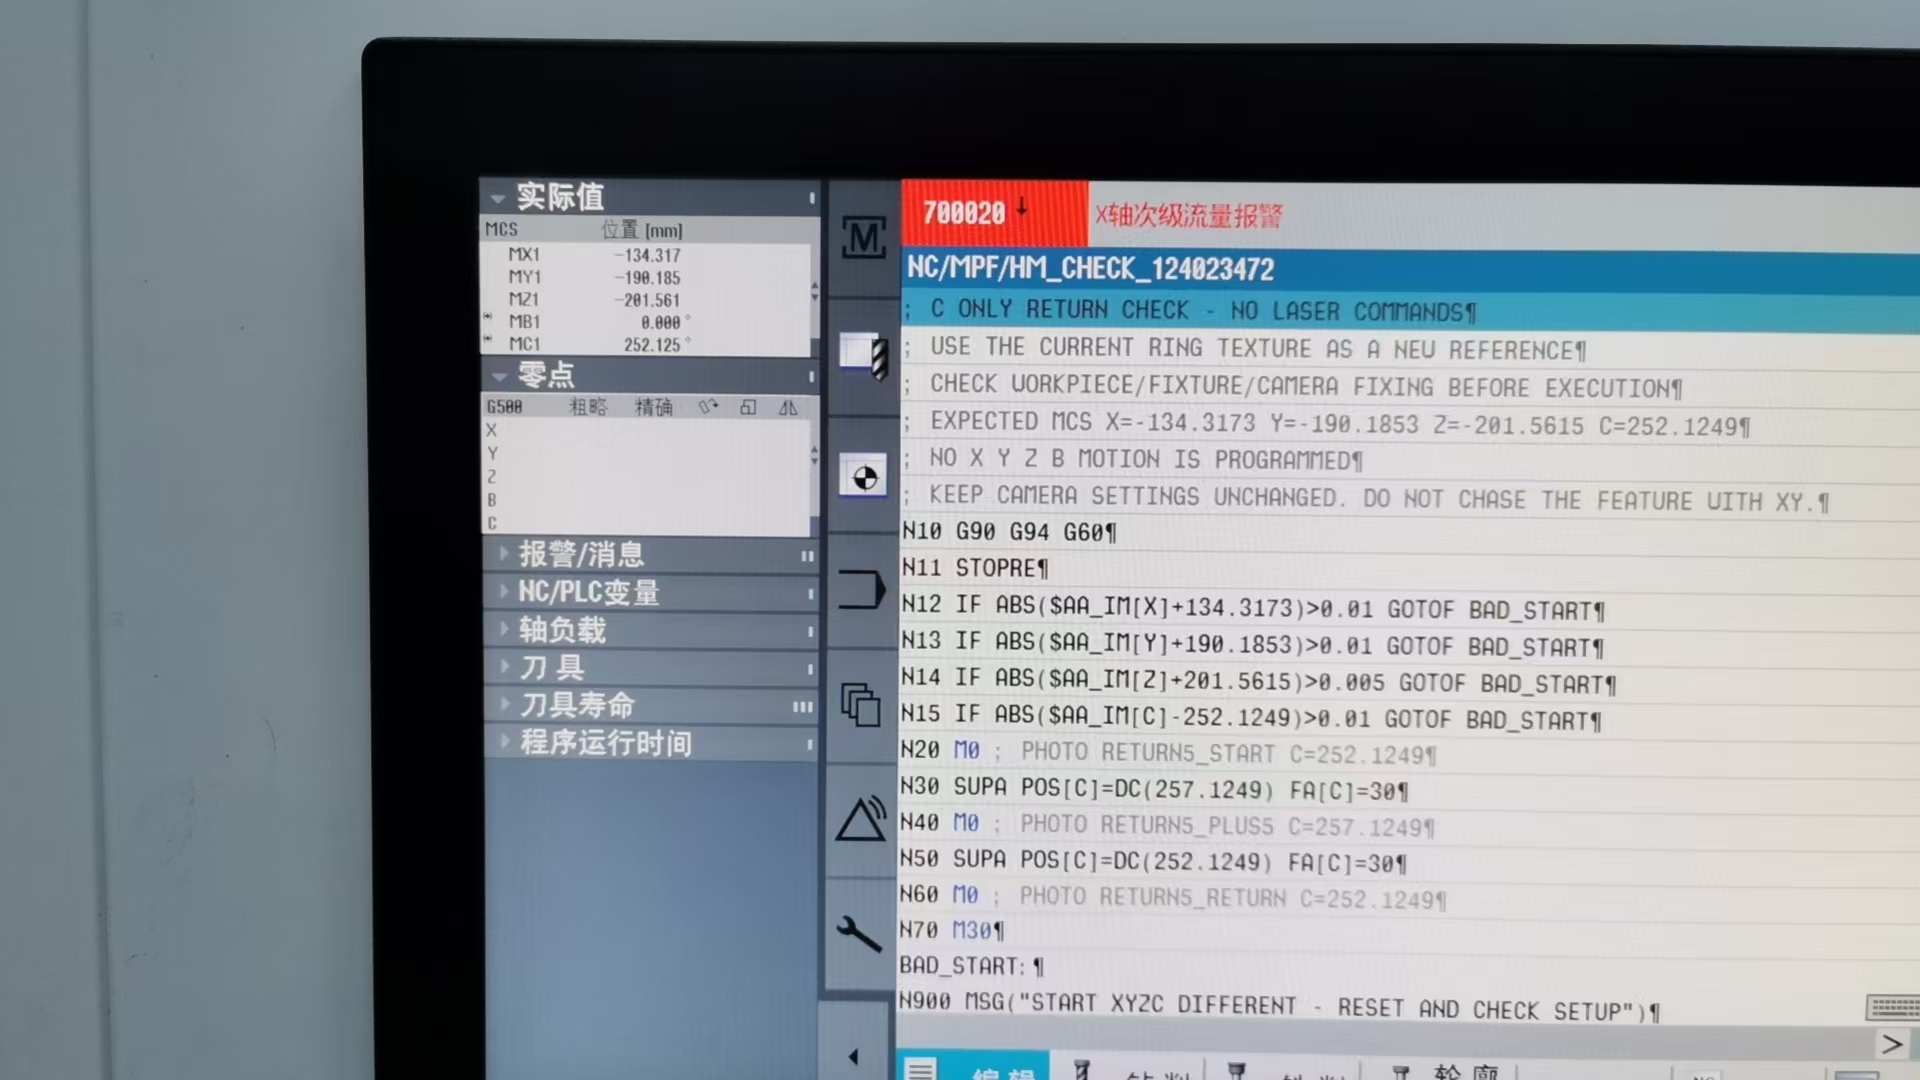 实际值
MCS 位置 [mm]
MX1 -134.317
MY1 -190.185
MZ1 -201.561
MB1 0.000 °
MC1 252.125 °
零点
G500 粗略 精确
X
Y
Z
B
C
报警/消息
NC/PLC变量
轴负载
刀具
刀具寿命
程序运行时间
M
700020 ↓ X轴次级流量报警
NC/MPF/HM_CHECK_124023472
; C ONLY RETURN CHECK - NO LASER COMMANDS¶
; USE THE CURRENT RING TEXTURE AS A NEW REFERENCE¶
; CHECK WORKPIECE/FIXTURE/CAMERA FIXING BEFORE EXECUTION¶
; EXPECTED MCS X=-134.3173 Y=-190.1853 Z=-201.5615 C=252.1249¶
; NO X Y Z B MOTION IS PROGRAMMED¶
; KEEP CAMERA SETTINGS UNCHANGED. DO NOT CHASE THE FEATURE WITH XY.¶
N10 G90 G94 G60¶
N11 STOPRE¶
N12 IF ABS($AA_IM[X]+134.3173)>0.01 GOTOF BAD_START¶
N13 IF ABS($AA_IM[Y]+190.1853)>0.01 GOTOF BAD_START¶
N14 IF ABS($AA_IM[Z]+201.5615)>0.005 GOTOF BAD_START¶
N15 IF ABS($AA_IM[C]-252.1249)>0.01 GOTOF BAD_START¶
N20 M0 ; PHOTO RETURN5_START C=252.1249¶
N30 SUPA POS[C]=DC(257.1249) FA[C]=30¶
N40 M0 ; PHOTO RETURN5_PLUS5 C=257.1249¶
N50 SUPA POS[C]=DC(252.1249) FA[C]=30¶
N60 M0 ; PHOTO RETURN5_RETURN C=252.1249¶
N70 M30¶
BAD_START:¶
N900 MSG("START XYZC DIFFERENT - RESET AND CHECK SETUP")¶
编辑 轮廓